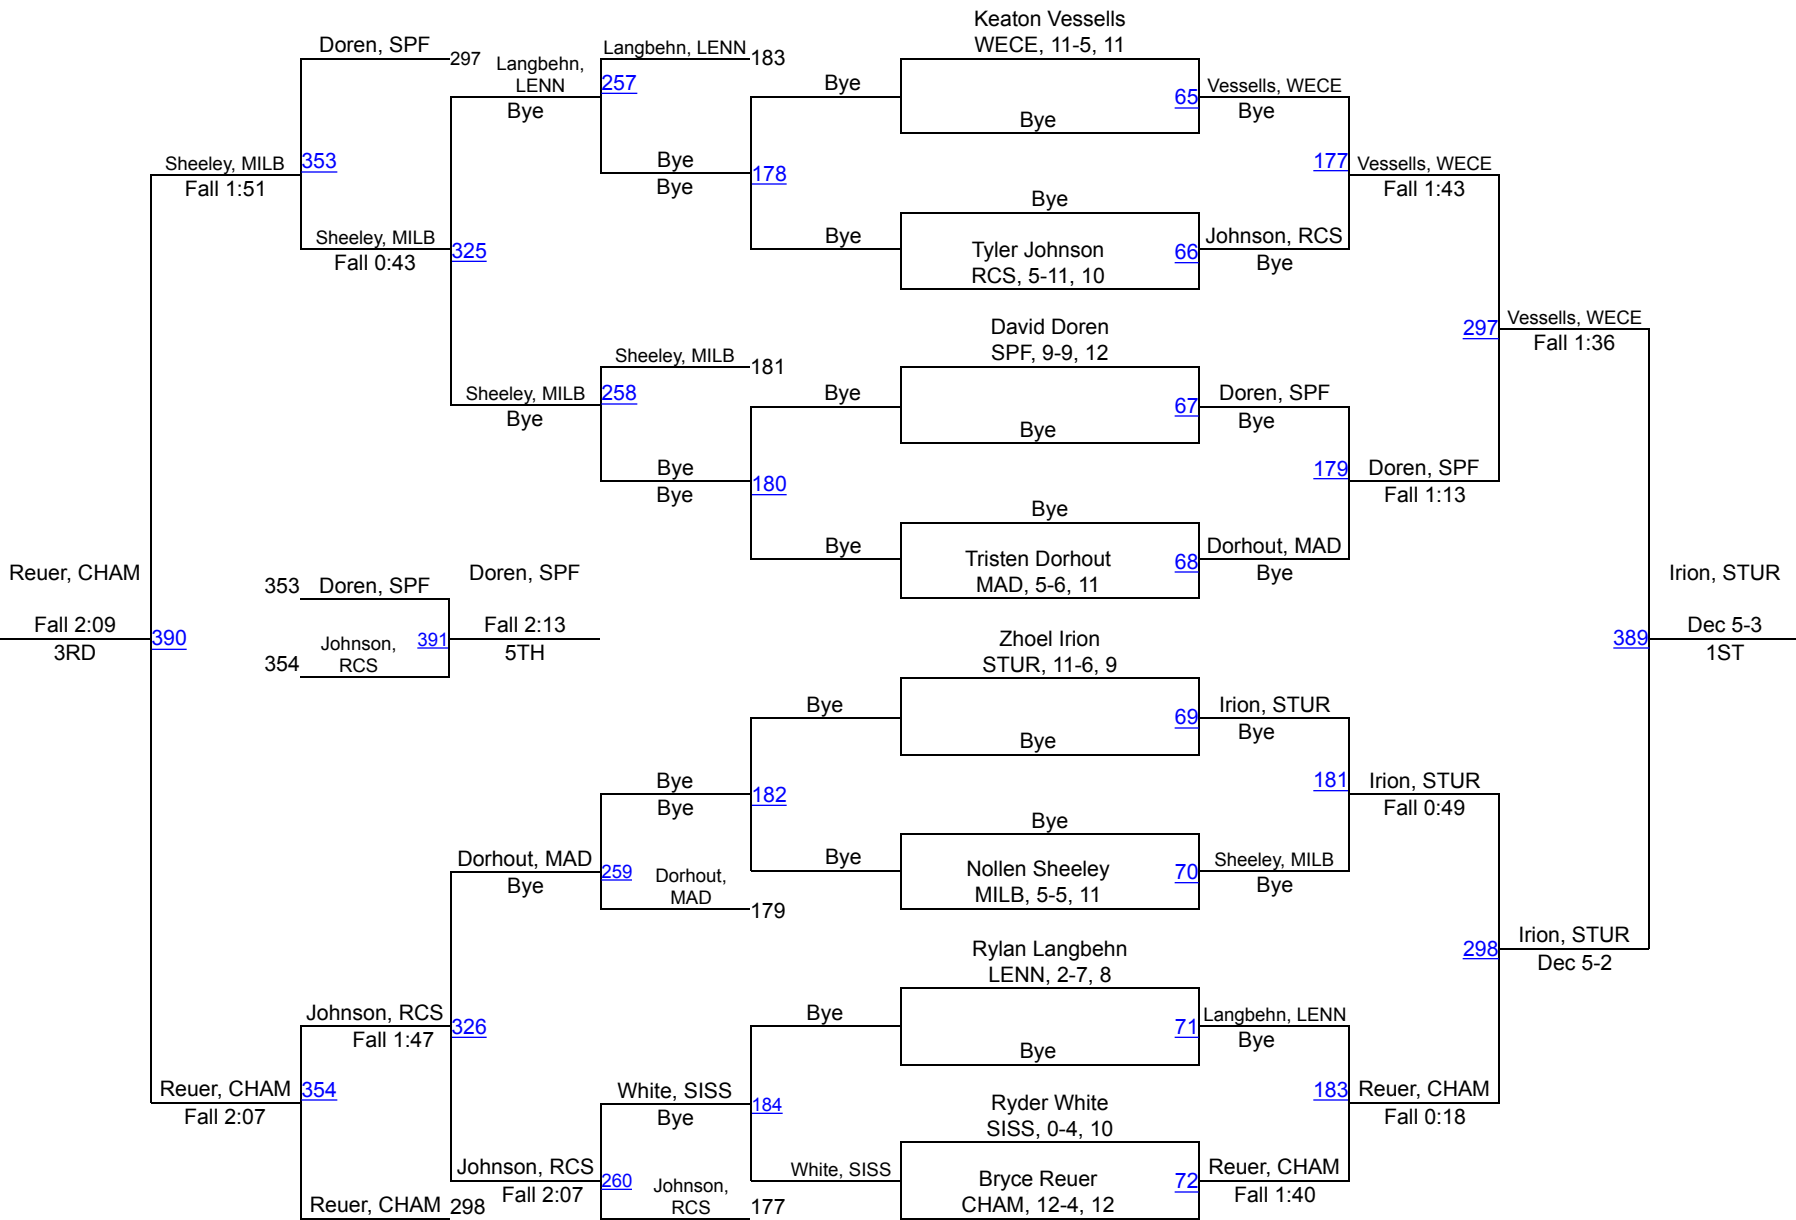 Keaton Vessells
WECE, 11-5, 11
Doren, SPF
297
Langbehn,
LENN
Bye
Langbehn, LENN
183
257
Bye
65
Vessells, WECE
Bye
Bye
Sheeley, MILB
353
Fall 1:51
Bye
Bye
178
177
Vessells, WECE
Fall 1:43
Bye
Sheeley, MILB
Fall 0:43
325
Bye
Tyler Johnson
RCS, 5-11, 10
66
Johnson, RCS
Bye
David Doren
SPF, 9-9, 12
297
Vessells, WECE
Fall 1:36
Sheeley, MILB
181
Sheeley, MILB
Bye
258
Bye
67
Doren, SPF
Bye
Bye
Bye
Bye
180
179
Doren, SPF
Fall 1:13
Bye
Bye
Tristen Dorhout
MAD, 5-6, 11
68
Dorhout, MAD
Bye
Reuer, CHAM
Fall 2:09
3RD
390
353
Doren, SPF
354
Johnson,
RCS
391
Doren, SPF
Fall 2:13
5TH
Irion, STUR
389
Dec 5-3
1ST
Zhoel Irion
STUR, 11-6, 9
Bye
69
Irion, STUR
Bye
Bye
Bye
Bye
182
181
Irion, STUR
Fall 0:49
Bye
Dorhout, MAD
Bye
259
Dorhout,
MAD
179
Bye
Nollen Sheeley
MILB, 5-5, 11
70
Sheeley, MILB
Bye
Rylan Langbehn
LENN, 2-7, 8
298
Irion, STUR
Dec 5-2
Johnson, RCS
Fall 1:47
326
Bye
71
Langbehn, LENN
Bye
Bye
Reuer, CHAM
Fall 2:07
354
White, SISS
Bye
184
Ryder White
SISS, 0-4, 10
183
Reuer, CHAM
Fall 0:18
Johnson, RCS
Fall 2:07
260
Johnson,
RCS
177
White, SISS
Bryce Reuer
CHAM, 12-4, 12
72
Reuer, CHAM
Fall 1:40
Reuer, CHAM
298